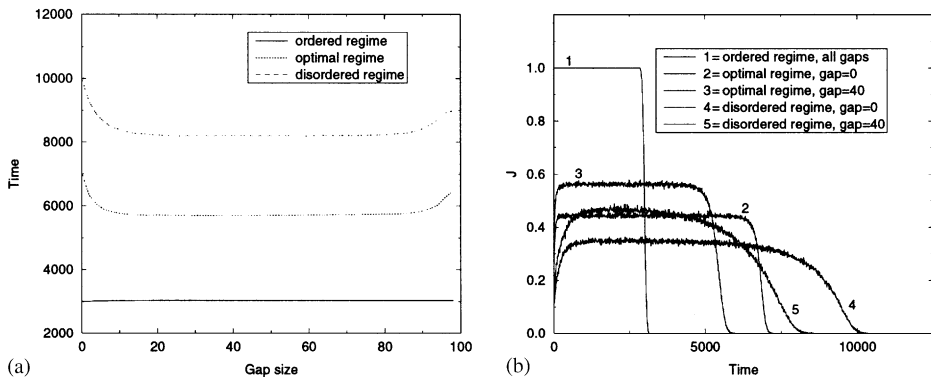 12000
10000
8000
6000
4000
2000
Time
0 20 40 60 80 100
Gap size
ordered regime
optimal regime
disordered regime
(a)
1.0
0.8
0.6
0.4
0.2
0.0
J
0 5000 10000
Time
1 = ordered regime, all gaps
2 = optimal regime, gap=0
3 = optimal regime, gap=40
4 = disordered regime, gap=0
5 = disordered regime, gap=40
1
3
2
5
4
(b)